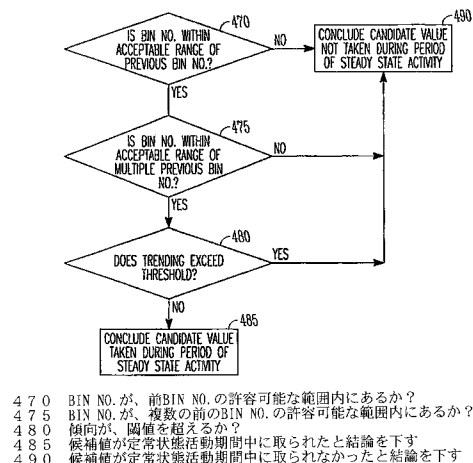 470
IS BIN NO. WITHIN
ACCEPTABLE RANGE OF
PREVIOUS BIN NO.?
NO
490
CONCLUDE CANDIDATE VALUE
NOT TAKEN DURING PERIOD
OF STEADY STATE ACTIVITY
YES
475
IS BIN NO. WITHIN
ACCEPTABLE RANGE OF
MULTIPLE PREVIOUS BIN
NO.?
NO
YES
480
DOES TRENDING EXCEED
THRESHOLD?
YES
NO
485
CONCLUDE CANDIDATE VALUE
TAKEN DURING PERIOD OF
STEADY STATE ACTIVITY
470 BIN NO.が、前BIN NO.の許容可能な範囲内にあるか?
475 BIN NO.が、複数の前のBIN NO.の許容可能な範囲内にあるか?
480 傾向が、閾値を超えるか?
485 候補値が定常状態活動期間中に取られたと結論を下す
490 候補値が定常状態活動期間中に取られなかったと結論を下す